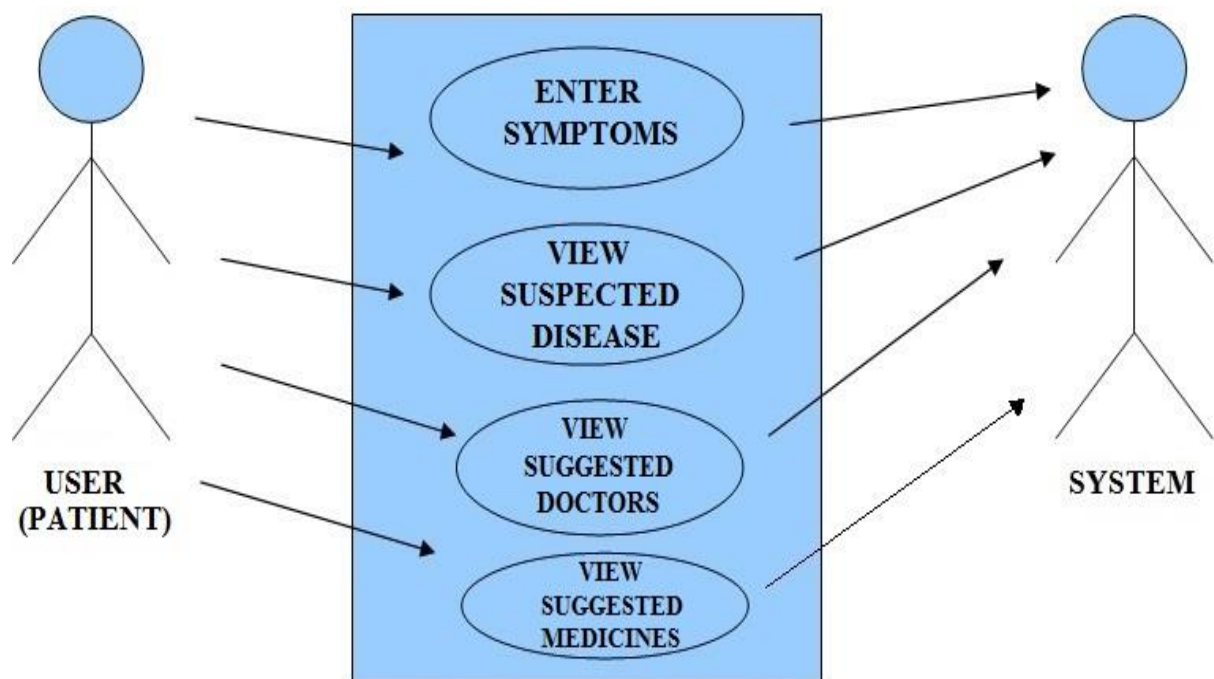 ENTER
SYMPTOMS
VIEW
SUSPECTED
DISEASE
VIEW
SUGGESTED
DOCTORS
VIEW
SUGGESTED
MEDICINES
USER
(PATIENT)
SYSTEM